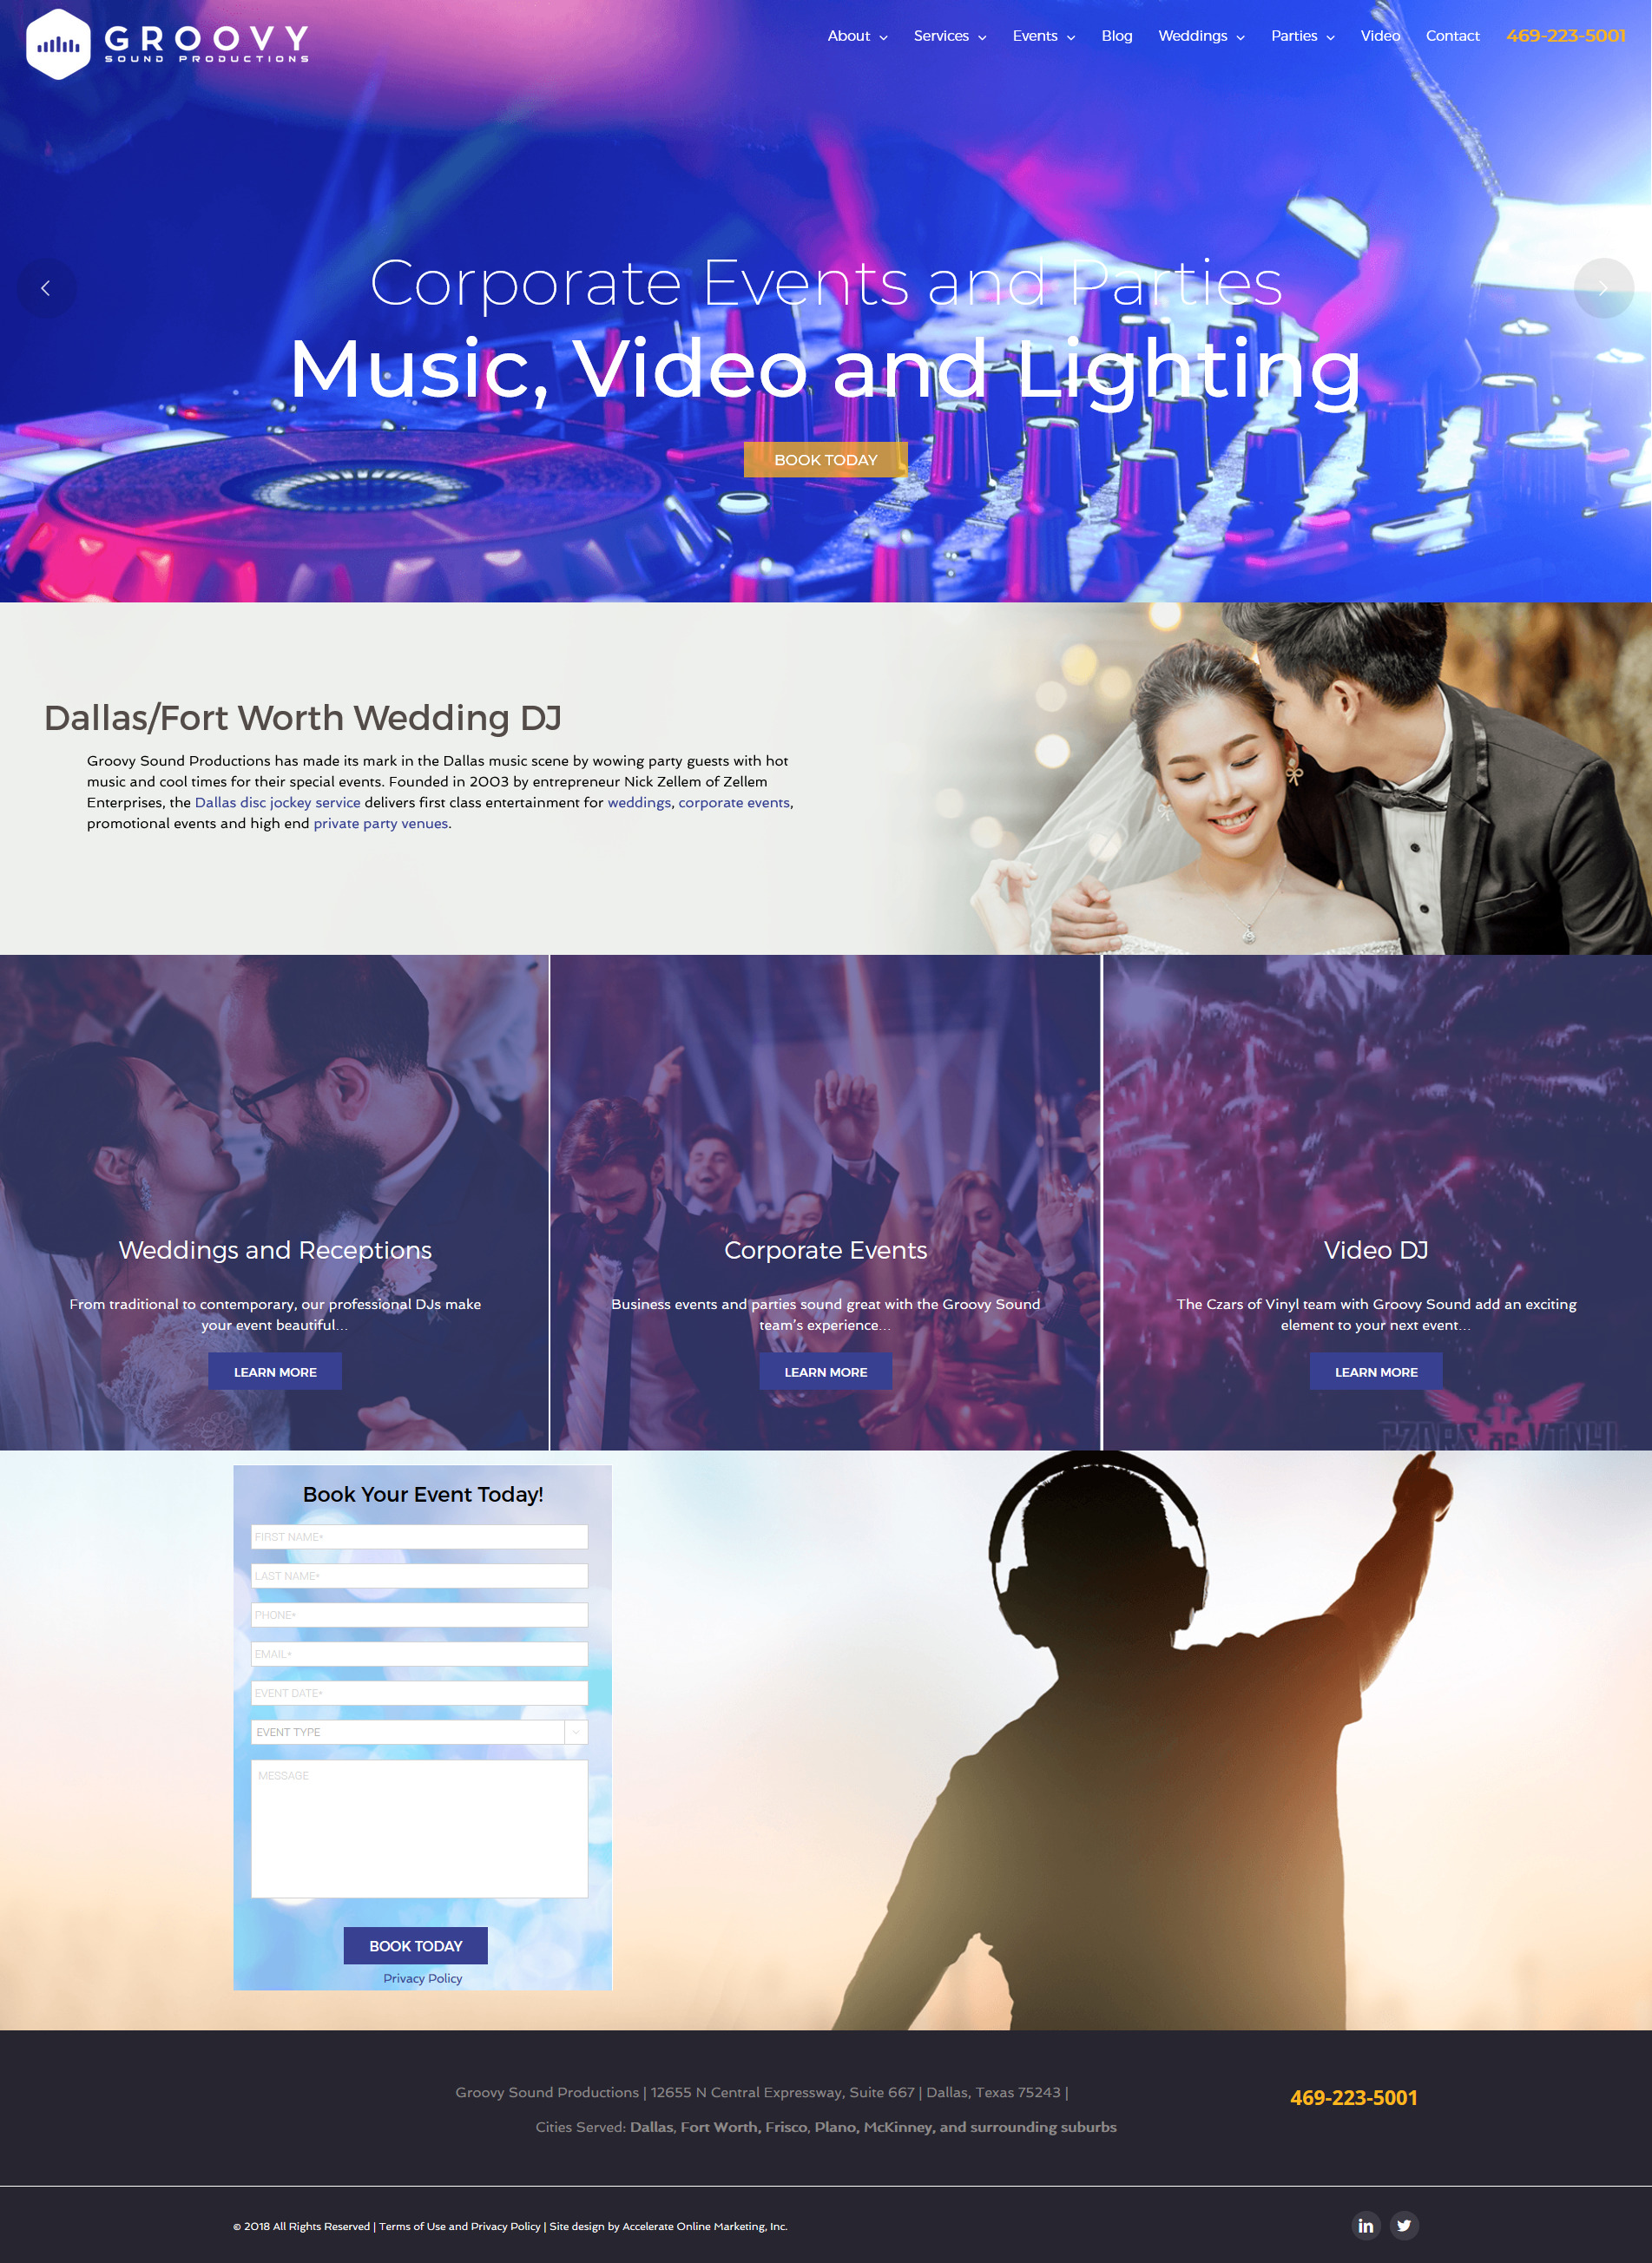 GROOVY
SOUND PRODUCTIONS
About Services Events Blog Weddings Parties Video Contact 469-223-5001
Corporate Events and Parties
Music, Video and Lighting
BOOK TODAY
Dallas/Fort Worth Wedding DJ
Groovy Sound Productions has made its mark in the Dallas music scene by wowing party guests with hot
music and cool times for their special events. Founded in 2003 by entrepreneur Nick Zellem of Zellem
Enterprises, the Dallas disc jockey service delivers first class entertainment for weddings, corporate events,
promotional events and high end private party venues.
Weddings and Receptions
From traditional to contemporary, our professional DJs make
your event beautiful...
LEARN MORE
Corporate Events
Business events and parties sound great with the Groovy Sound
team's experience...
LEARN MORE
Video DJ
The Czars of Vinyl team with Groovy Sound add an exciting
element to your next event...
LEARN MORE
CZARS OF VINYL
Book Your Event Today!
FIRST NAME*
LAST NAME*
PHONE*
EMAIL*
EVENT DATE*
EVENT TYPE
MESSAGE
BOOK TODAY
Privacy Policy
Groovy Sound Productions | 12655 N Central Expressway, Suite 667 | Dallas, Texas 75243 |
469-223-5001
Cities Served: Dallas, Fort Worth, Frisco, Plano, McKinney, and surrounding suburbs
© 2018 All Rights Reserved | Terms of Use and Privacy Policy | Site design by Accelerate Online Marketing, Inc.
in